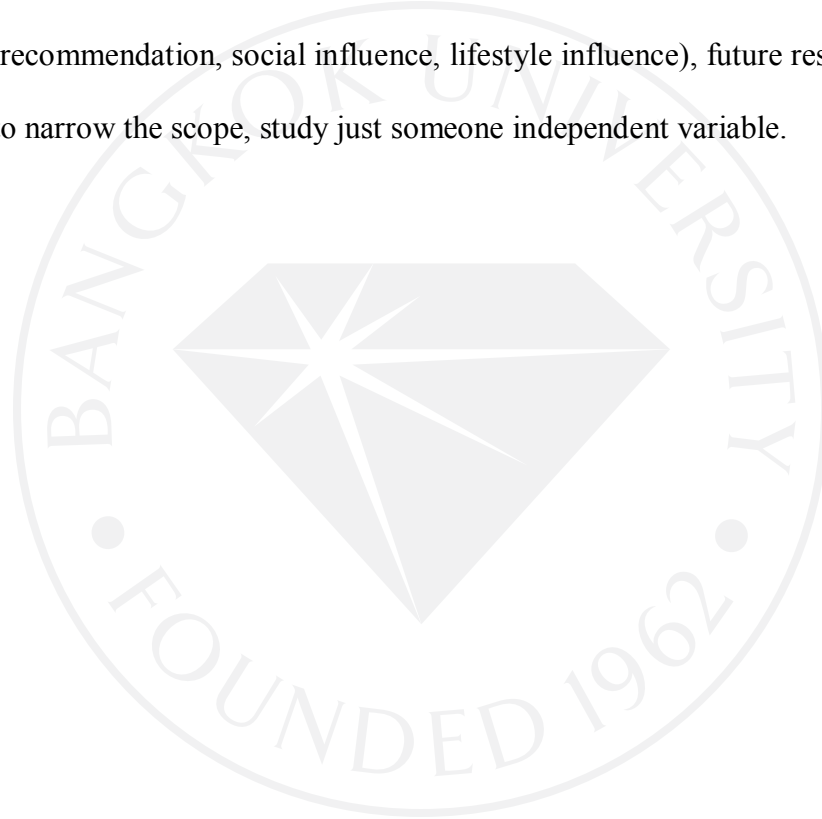 recommendation, social influence, lifestyle influence), future res
o narrow the scope, study just someone independent variable.
BANGKOK UNIVERSITY
FOUNDED 1962